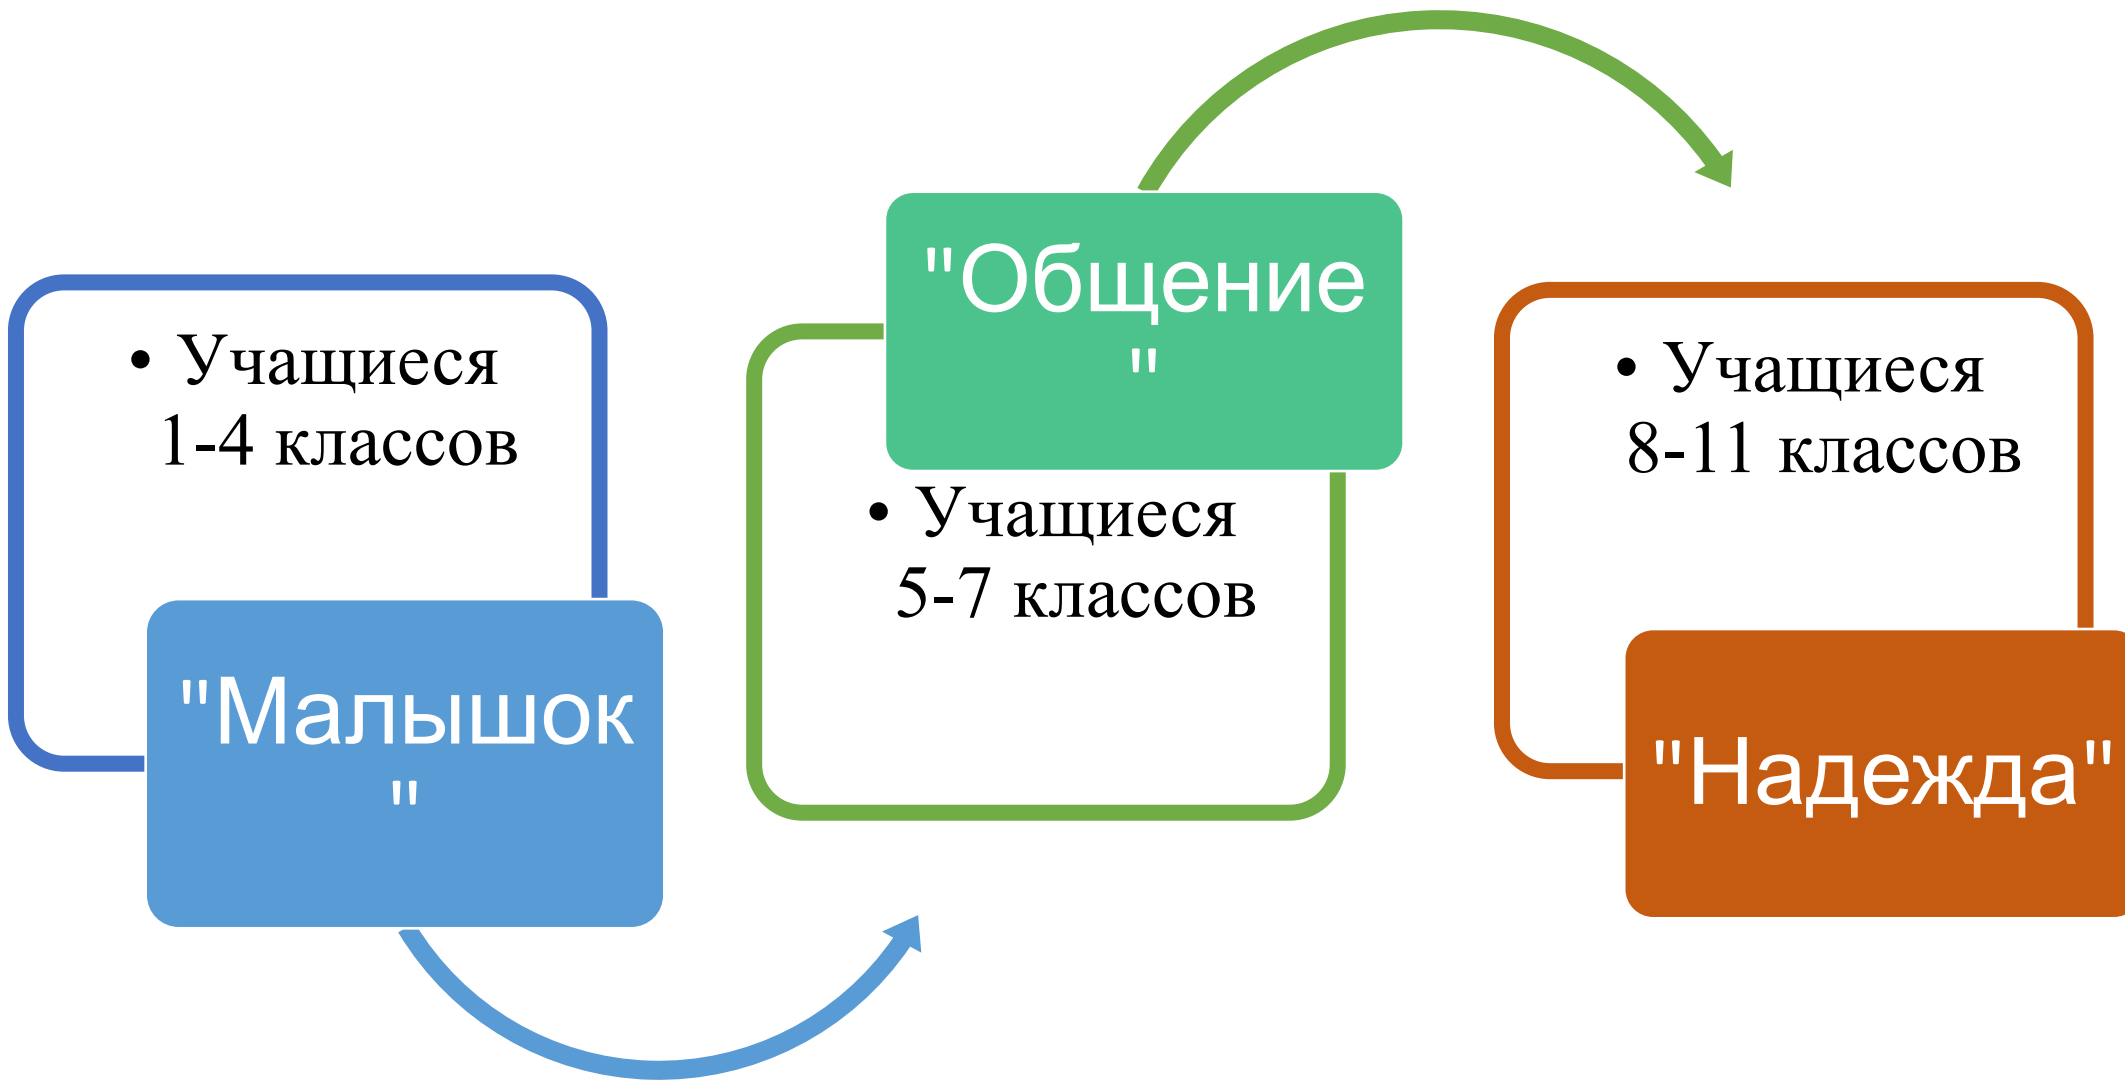 • Учащиеся
1-4 классов
"Малышок
"
"Общение
"
• Учащиеся
5-7 классов
• Учащиеся
8-11 классов
"Надежда"